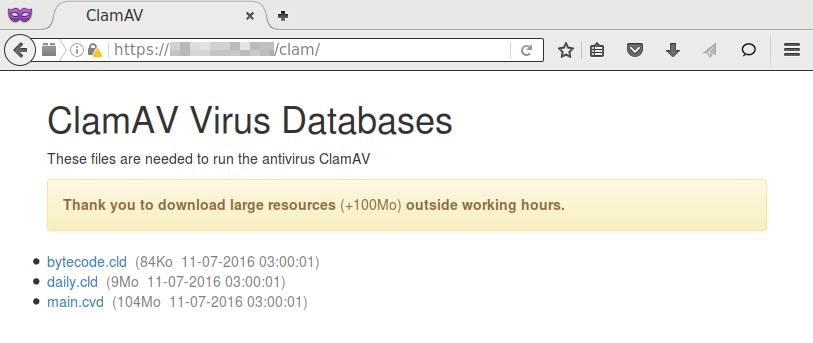 ClamAV
https:///clam/
ClamAV Virus Databases
These files are needed to run the antivirus ClamAV
Thank you to download large resources (+100Mo) outside working hours.
bytecode.cld (84Ko 11-07-2016 03:00:01)
daily.cld (9Mo 11-07-2016 03:00:01)
main.cvd (104Mo 11-07-2016 03:00:01)